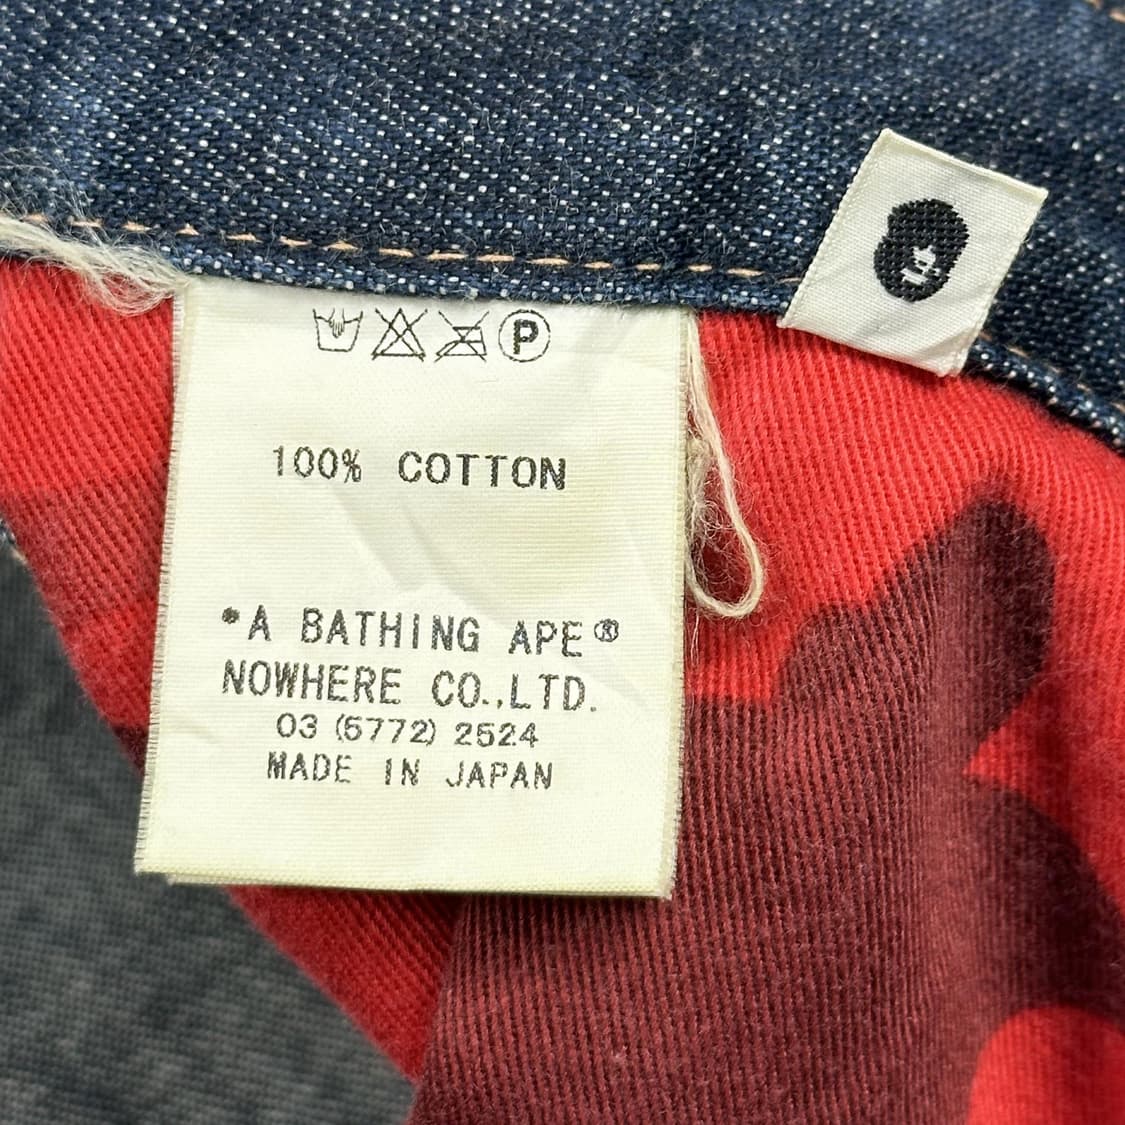 P
100% COTTON
*A BATHING APE®
NOWHERE CO.,LTD.
03 (5772) 2524
MADE IN JAPAN